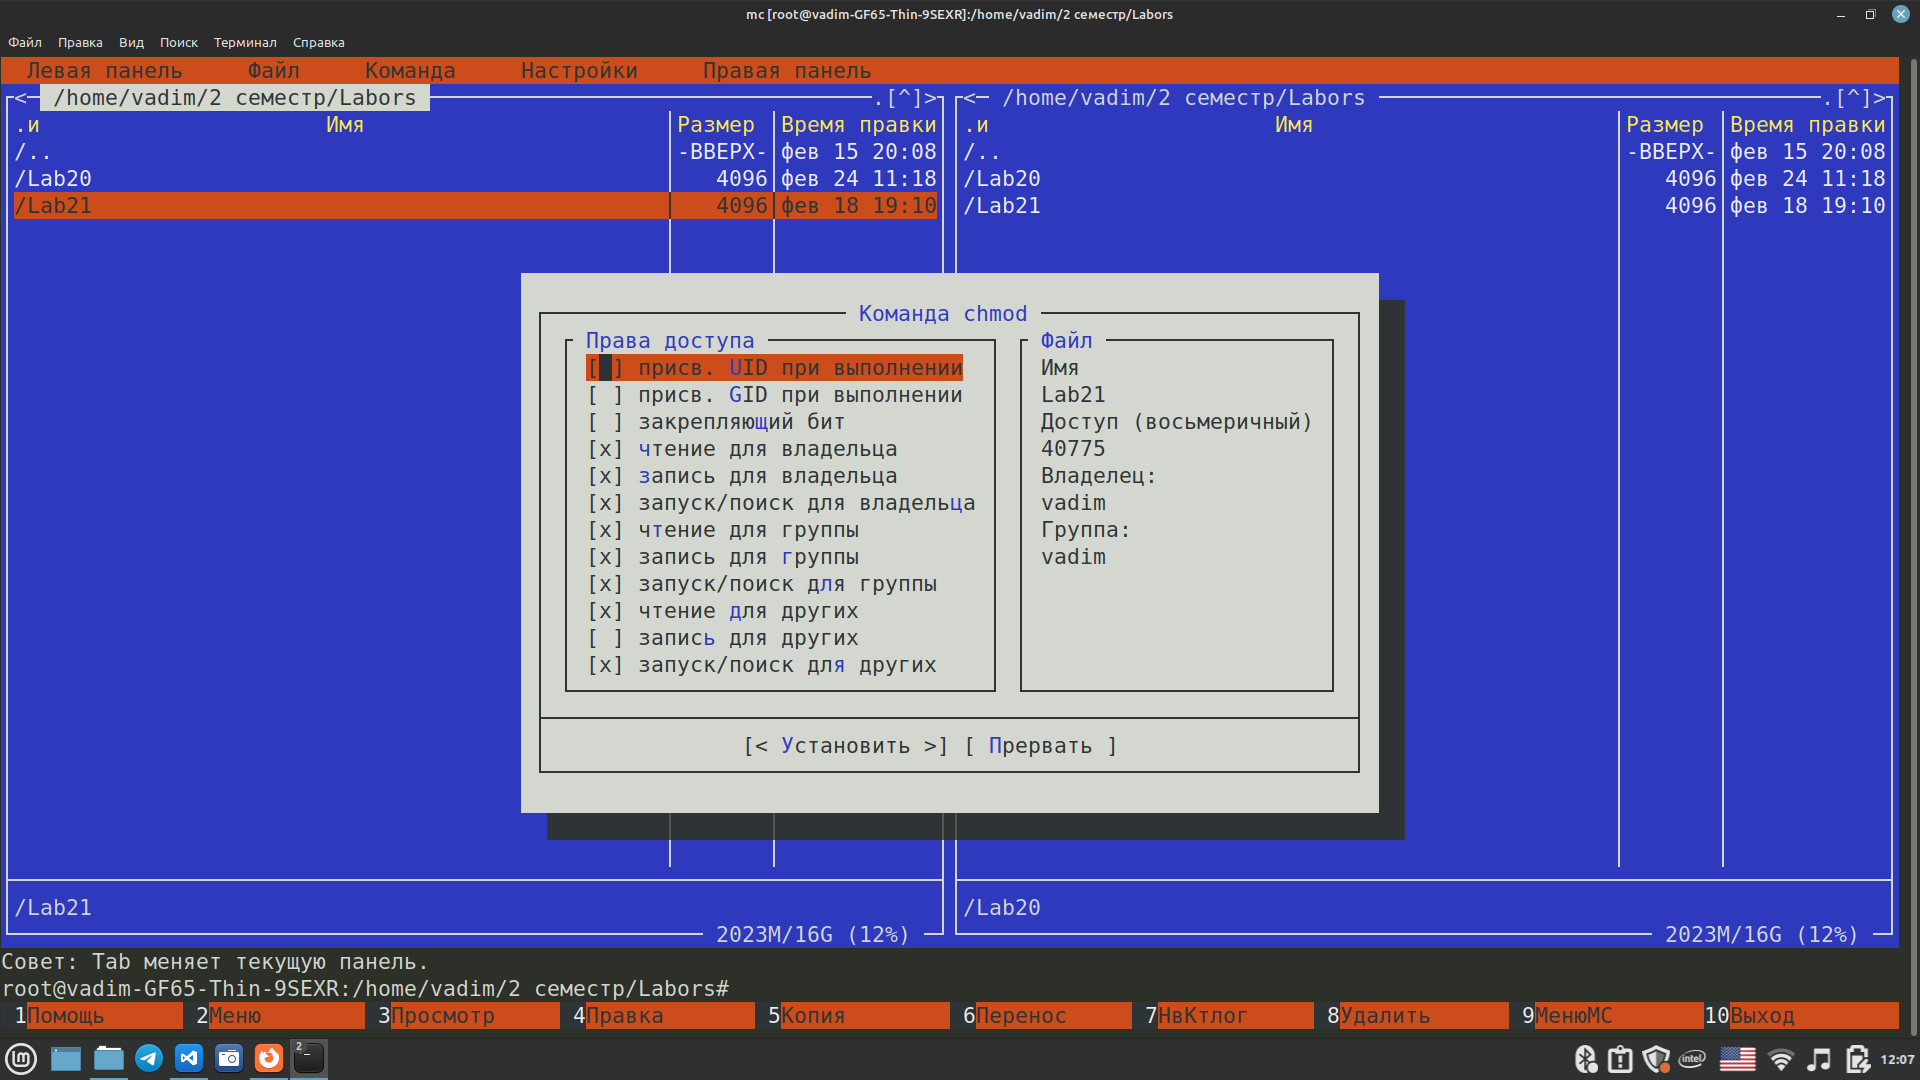 mc [root@vadim-GF65-Thin-9SEXR]:/home/vadim/2 семестр/Labors
Файл Правка Вид Поиск Терминал Справка
Левая панель Файл Команда Настройки Правая панель
<─ /home/vadim/2 семестр/Labors .[^]> <─ /home/vadim/2 семестр/Labors .[^]>
.и Имя Размер Время правки .и Имя Размер Время правки
/.. -ВВЕРХ- фев 15 20:08 /.. -ВВЕРХ- фев 15 20:08
/Lab20 4096 фев 24 11:18 /Lab20 4096 фев 24 11:18
/Lab21 4096 фев 18 19:10 /Lab21 4096 фев 18 19:10
Команда chmod
Права доступа
[ ] присв. UID при выполнении
[ ] присв. GID при выполнении
[ ] закрепляющий бит
[x] чтение для владельца
[x] запись для владельца
[x] запуск/поиск для владельца
[x] чтение для группы
[x] запись для группы
[x] запуск/поиск для группы
[x] чтение для других
[ ] запись для других
[x] запуск/поиск для других
Файл
Имя
Lab21
Доступ (восьмеричный)
40775
Владелец:
vadim
Группа:
vadim
[< Установить >] [ Прервать ]
/Lab21 /Lab20
2023M/16G (12%) 2023M/16G (12%)
Совет: Tab меняет текущую панель.
root@vadim-GF65-Thin-9SEXR:/home/vadim/2 семестр/Labors#
1Помощь 2Меню 3Просмотр 4Правка 5Копия 6Перенос 7НвКтлог 8Удалить 9МенюМС 10Выход
2
intel
12:07